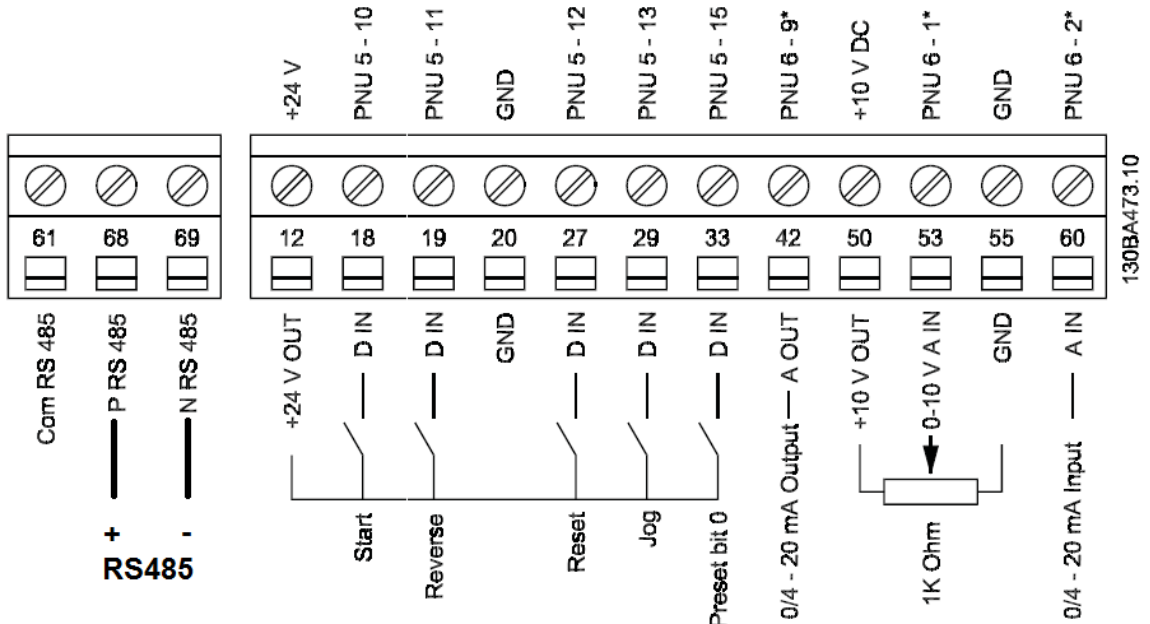 +24 V
PNU 5 - 10
PNU 5 - 11
GND
PNU 5 - 12
PNU 5 - 13
PNU 5 - 15
PNU 6 - 9*
+10 V DC
PNU 6 - 1*
GND
PNU 6 - 2*
61 68 69
12 18 19 20 27 29 33 42 50 53 55 60
130BA473.10
Com RS 485
P RS 485
N RS 485
+24 V OUT
D IN
D IN
GND
D IN
D IN
D IN
0/4 - 20 mA Output A OUT
+10 V OUT
0-10 V A IN
GND
0/4 - 20 mA Input A IN
+ -
RS485
Start
Reverse
Reset
Jog
Preset bit 0
1K Ohm